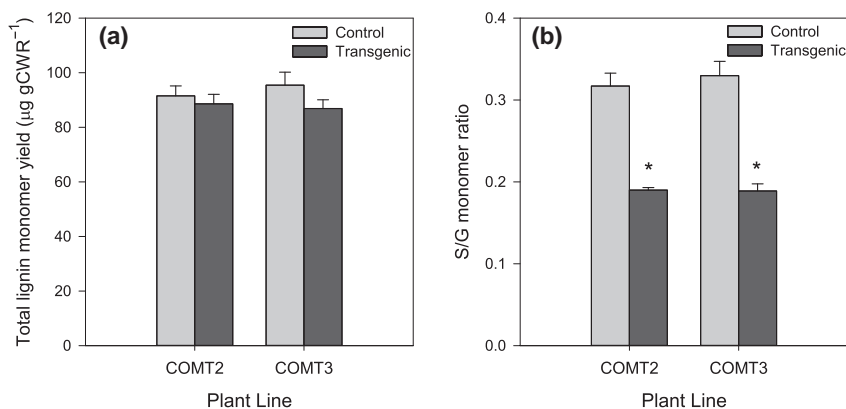 (a)
Control
Transgenic
Total lignin monomer yield (µg gCWR⁻¹)
120
100
80
60
40
20
0
COMT2 COMT3
Plant Line
(b)
Control
Transgenic
S/G monomer ratio
0.4
0.3
0.2
0.1
0.0
* *
COMT2 COMT3
Plant Line